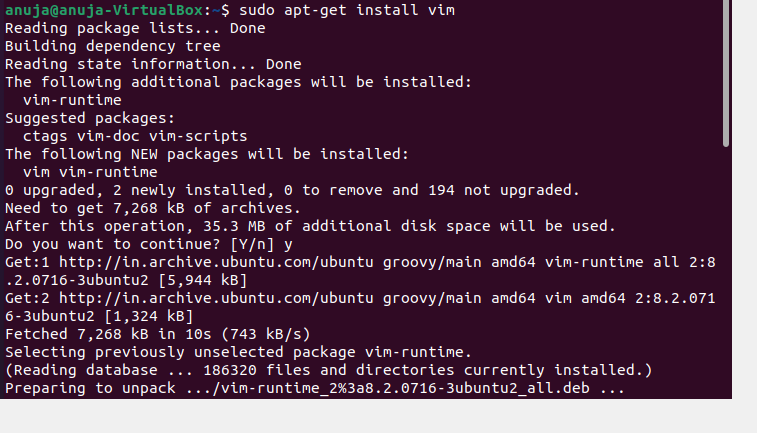 anuja@anuja-VirtualBox:~$ sudo apt-get install vim
Reading package lists... Done
Building dependency tree
Reading state information... Done
The following additional packages will be installed:
  vim-runtime
Suggested packages:
  ctags vim-doc vim-scripts
The following NEW packages will be installed:
  vim vim-runtime
0 upgraded, 2 newly installed, 0 to remove and 194 not upgraded.
Need to get 7,268 kB of archives.
After this operation, 35.3 MB of additional disk space will be used.
Do you want to continue? [Y/n] y
Get:1 http://in.archive.ubuntu.com/ubuntu groovy/main amd64 vim-runtime all 2:8
.2.0716-3ubuntu2 [5,944 kB]
Get:2 http://in.archive.ubuntu.com/ubuntu groovy/main amd64 vim amd64 2:8.2.071
6-3ubuntu2 [1,324 kB]
Fetched 7,268 kB in 10s (743 kB/s)
Selecting previously unselected package vim-runtime.
(Reading database ... 186320 files and directories currently installed.)
Preparing to unpack .../vim-runtime_2%3a8.2.0716-3ubuntu2_all.deb ...